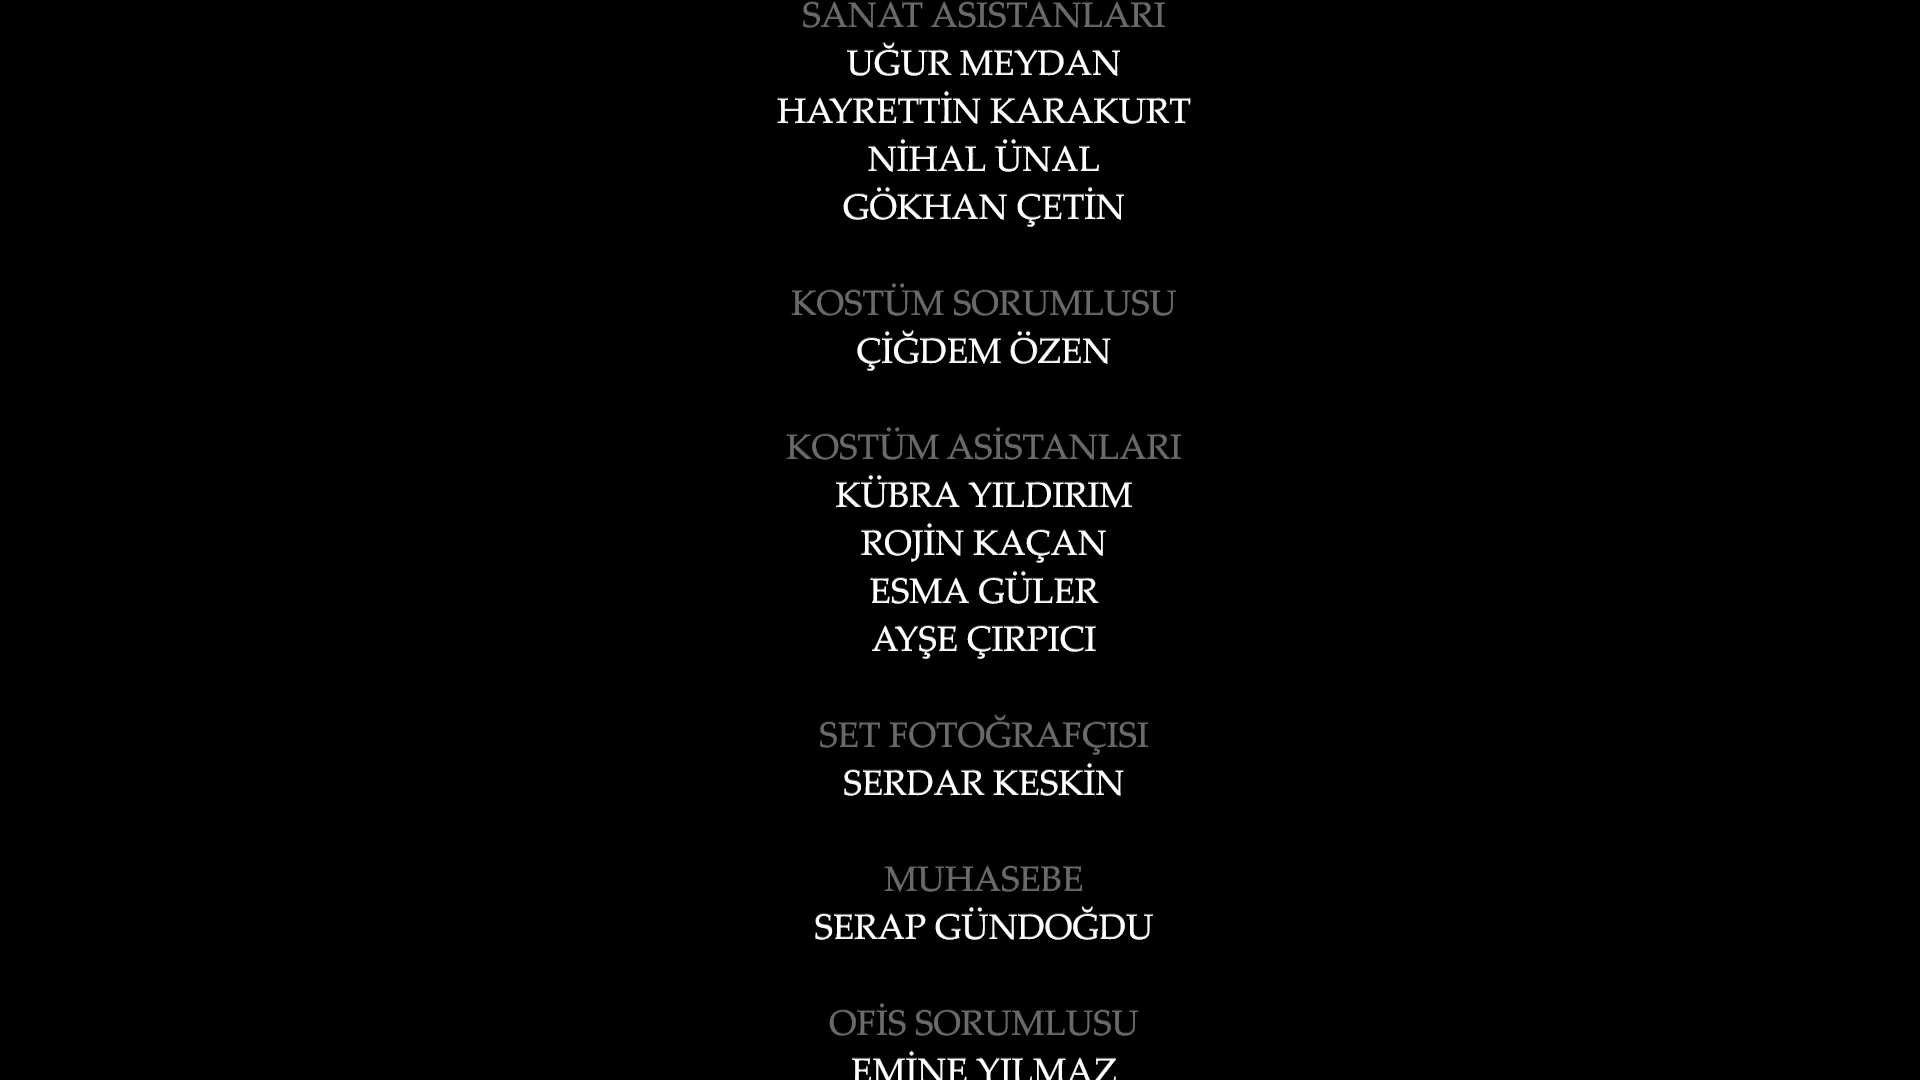 SANAT ASİSTANLARI
UĞUR MEYDAN
HAYRETTİN KARAKURT
NİHAL ÜNAL
GÖKHAN ÇETİN
KOSTÜM SORUMLUSU
ÇİĞDEM ÖZEN
KOSTÜM ASİSTANLARI
KÜBRA YILDIRIM
ROJİN KAÇAN
ESMA GÜLER
AYŞE ÇIRPICI
SET FOTOĞRAFÇISI
SERDAR KESKİN
MUHASEBE
SERAP GÜNDOĞDU
OFİS SORUMLUSU
EMİNE YILMAZ